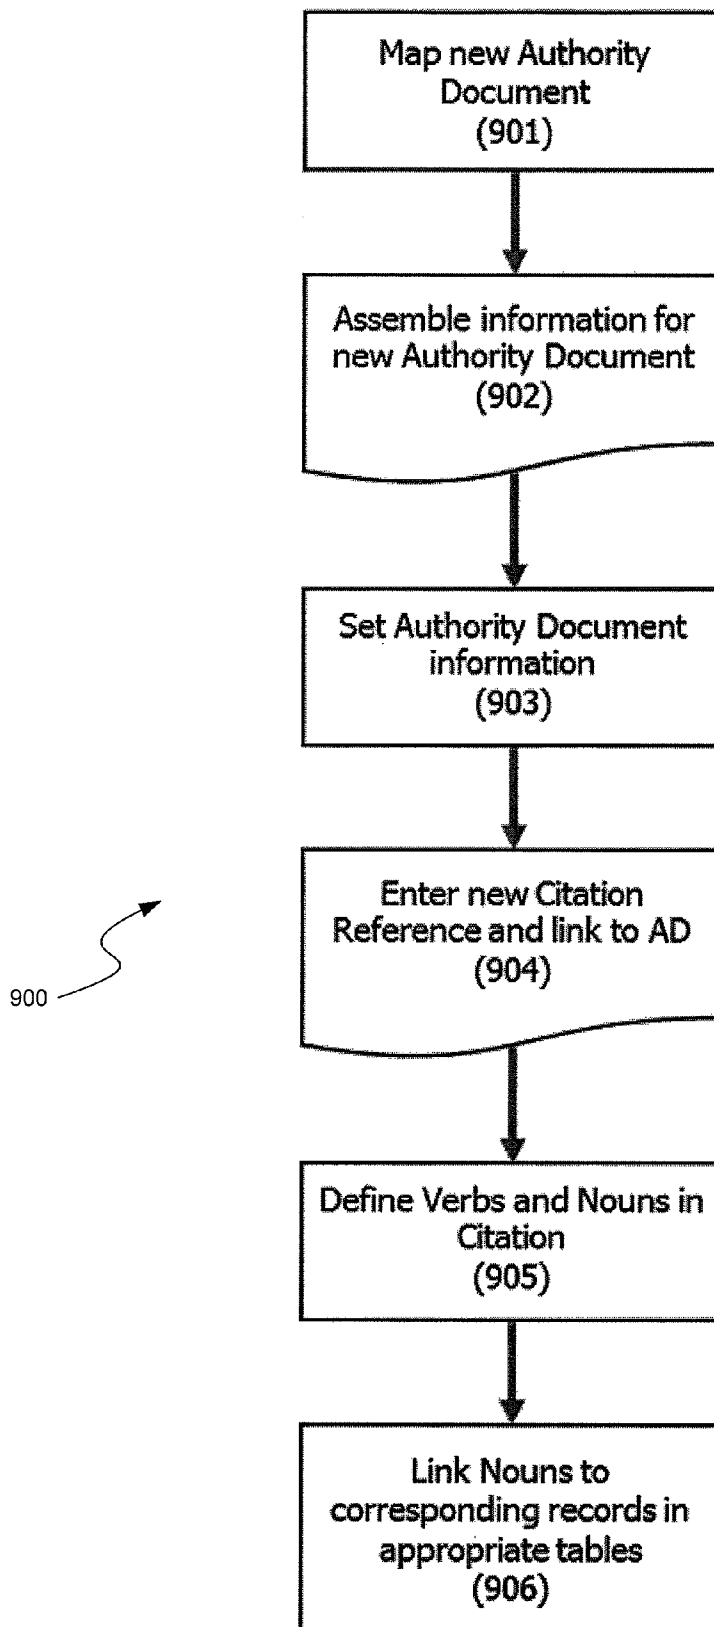 Map new Authority
Document
(901)
Assemble information for
new Authority Document
(902)
Set Authority Document
information
(903)
Enter new Citation
Reference and link to AD
(904)
900
Define Verbs and Nouns in
Citation
(905)
Link Nouns to
corresponding records in
appropriate tables
(906)